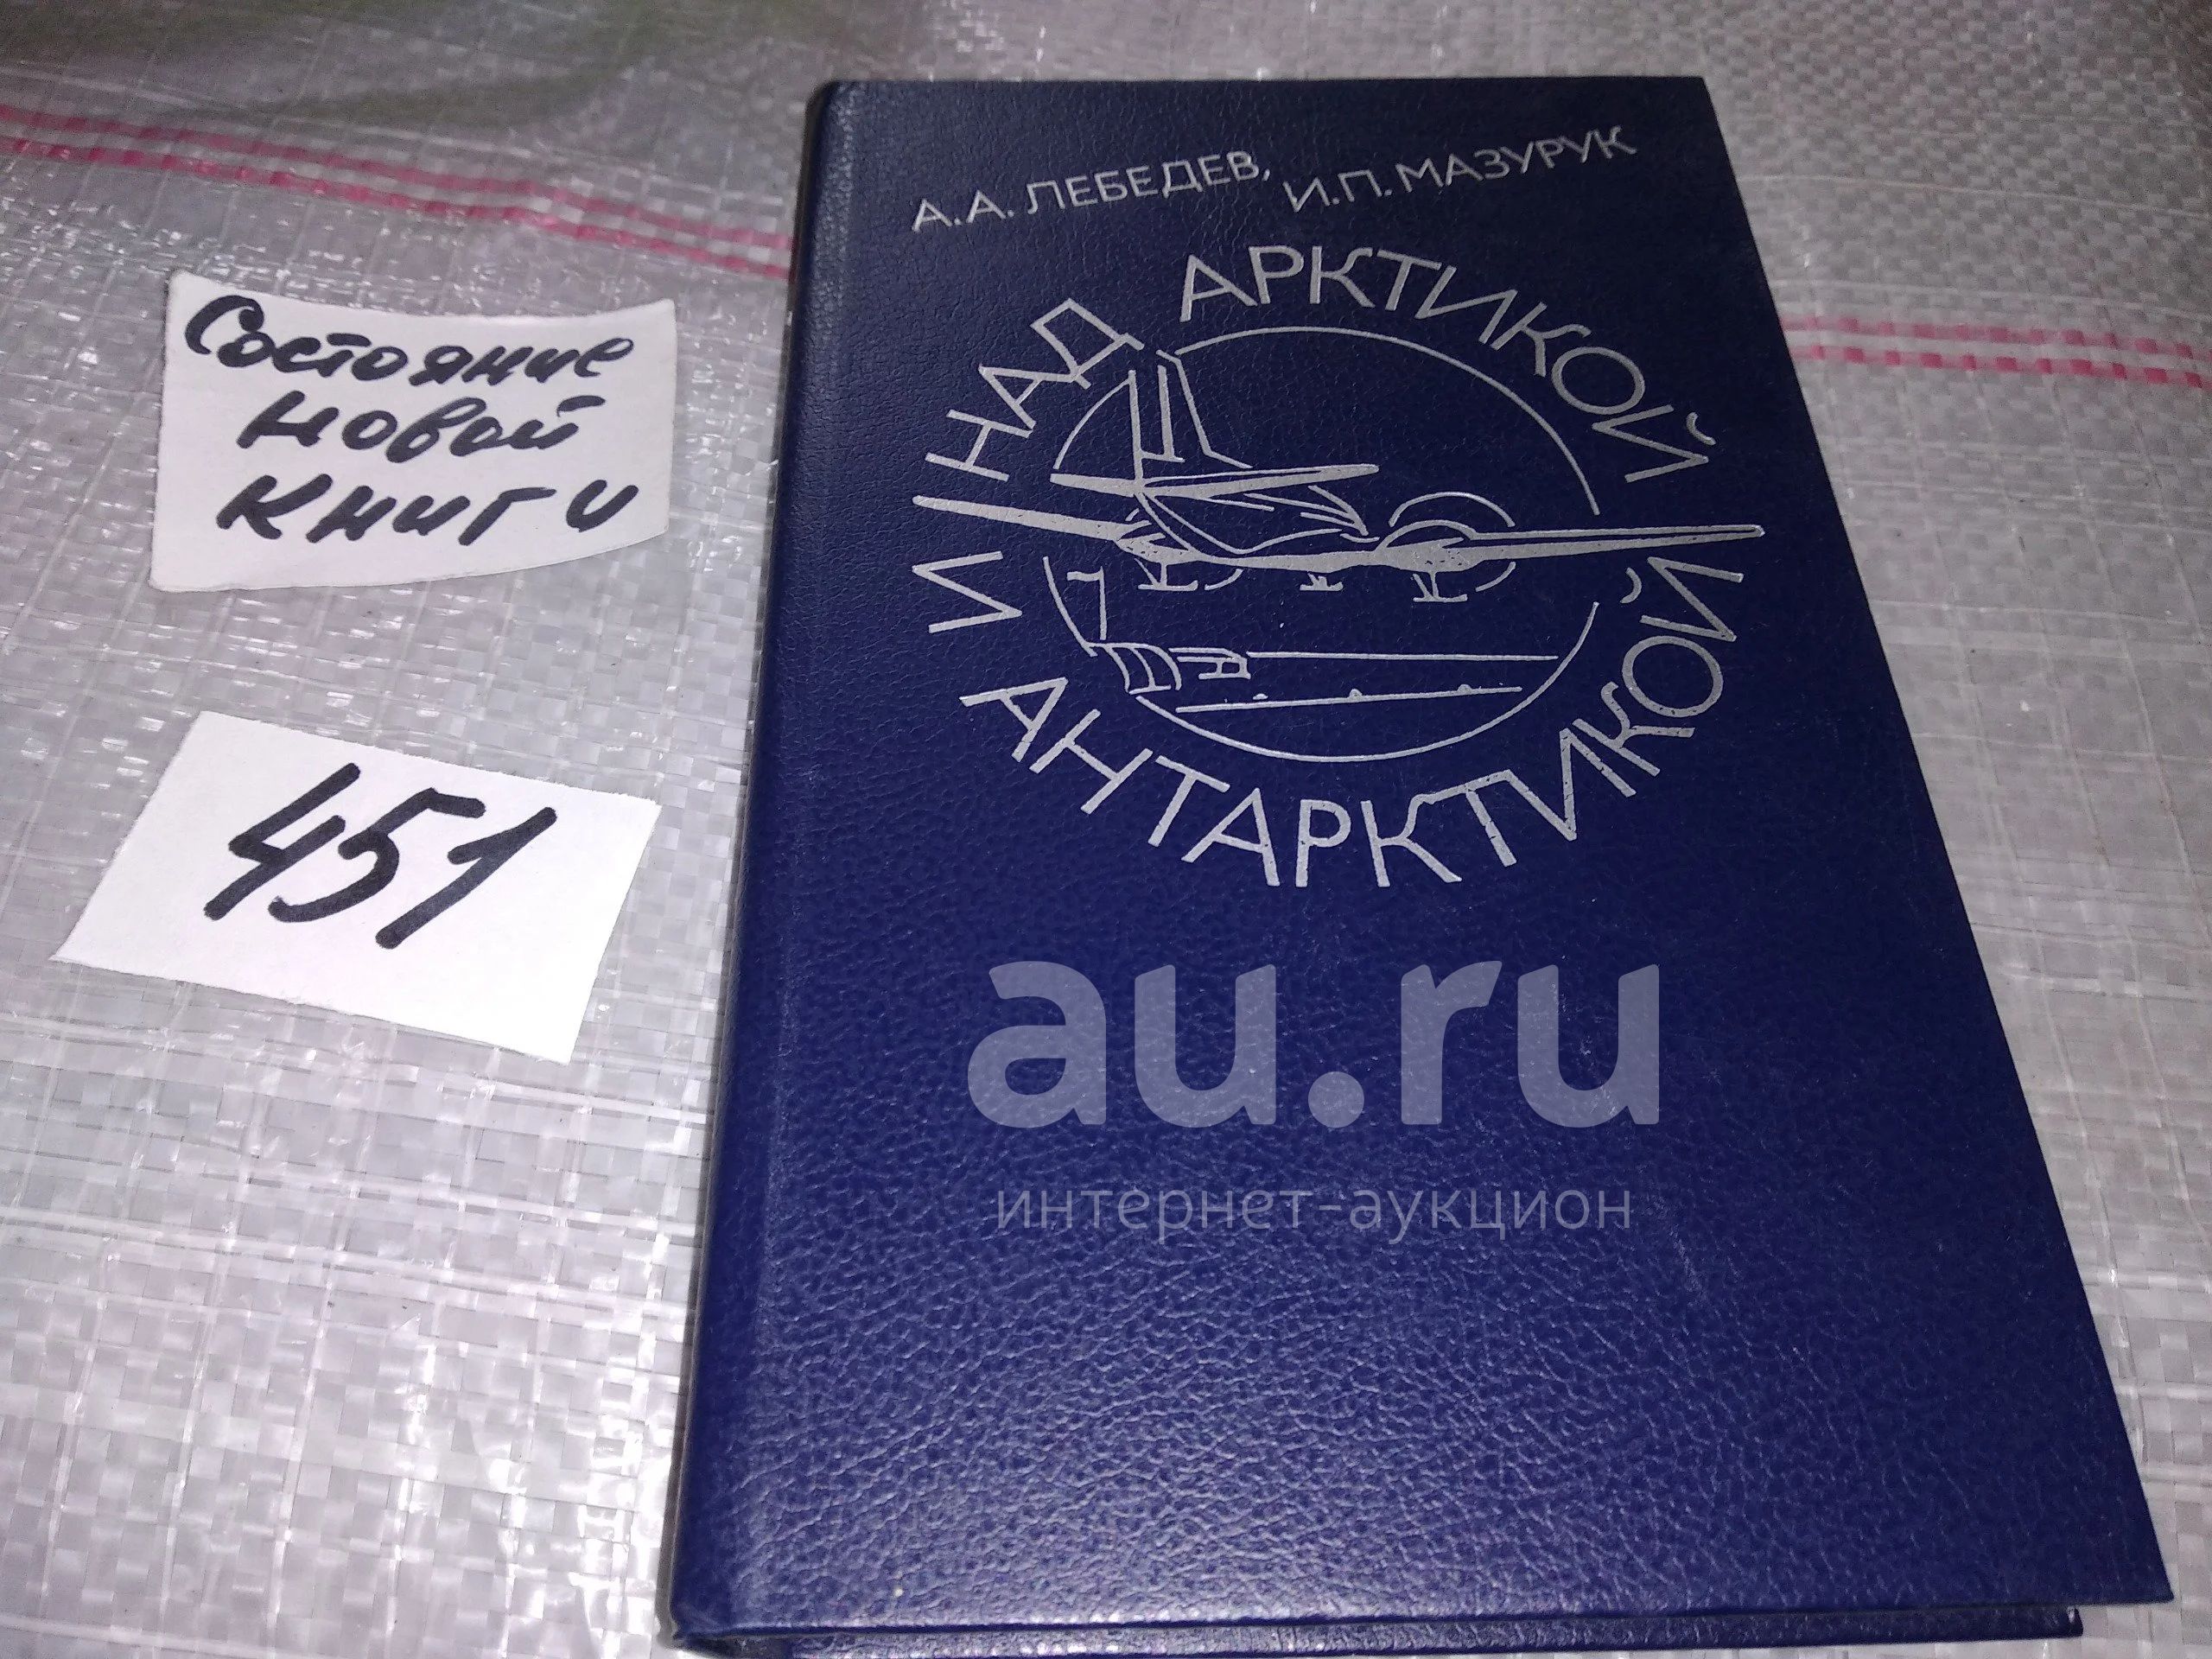 А.А. ЛЕБЕДЕВ, И.П. МАЗУРУК
НАД АРКТИКОЙ
И АНТАРКТИКОЙ
Состояние
новой
книги
451
au.ru
интернет-аукцион